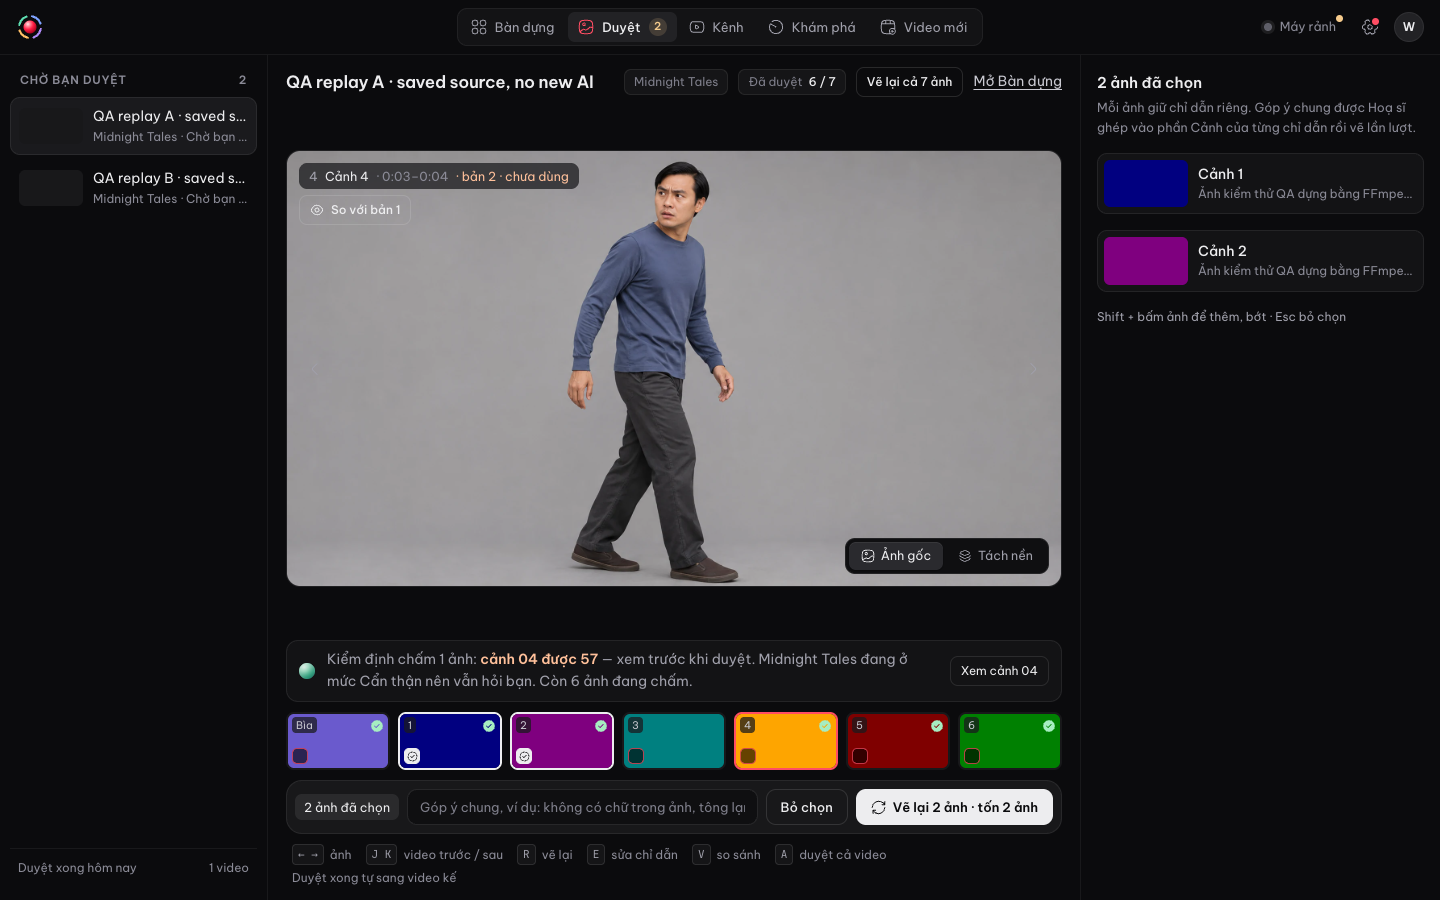 Bàn dựng
Duyệt 2
Kênh
Khám phá
Video mới
Máy rảnh
W
CHỜ BẠN DUYỆT 2
QA replay A · saved s...
Midnight Tales · Chờ bạn ...
QA replay B · saved s...
Midnight Tales · Chờ bạn ...
Duyệt xong hôm nay 1 video
QA replay A · saved source, no new AI
Midnight Tales
Đã duyệt 6 / 7
Vẽ lại cả 7 ảnh
Mở Bàn dựng
4 Cảnh 4 · 0:03–0:04 · bản 2 · chưa dùng
So với bản 1
Ảnh gốc
Tách nền
Kiểm định chấm 1 ảnh: cảnh 04 được 57 — xem trước khi duyệt. Midnight Tales đang ở
mức Cẩn thận nên vẫn hỏi bạn. Còn 6 ảnh đang chấm.
Xem cảnh 04
Bìa
1
2
3
4
5
6
2 ảnh đã chọn
Góp ý chung, ví dụ: không có chữ trong ảnh, tông lạn
Bỏ chọn
Vẽ lại 2 ảnh · tốn 2 ảnh
← → ảnh
J K video trước / sau
R vẽ lại
E sửa chỉ dẫn
V so sánh
A duyệt cả video
Duyệt xong tự sang video kế
2 ảnh đã chọn
Mỗi ảnh giữ chỉ dẫn riêng. Góp ý chung được Hoạ sĩ
ghép vào phần Cảnh của từng chỉ dẫn rồi vẽ lần lượt.
Cảnh 1
Ảnh kiểm thử QA dựng bằng FFmpe...
Cảnh 2
Ảnh kiểm thử QA dựng bằng FFmpe...
Shift + bấm ảnh để thêm, bớt · Esc bỏ chọn